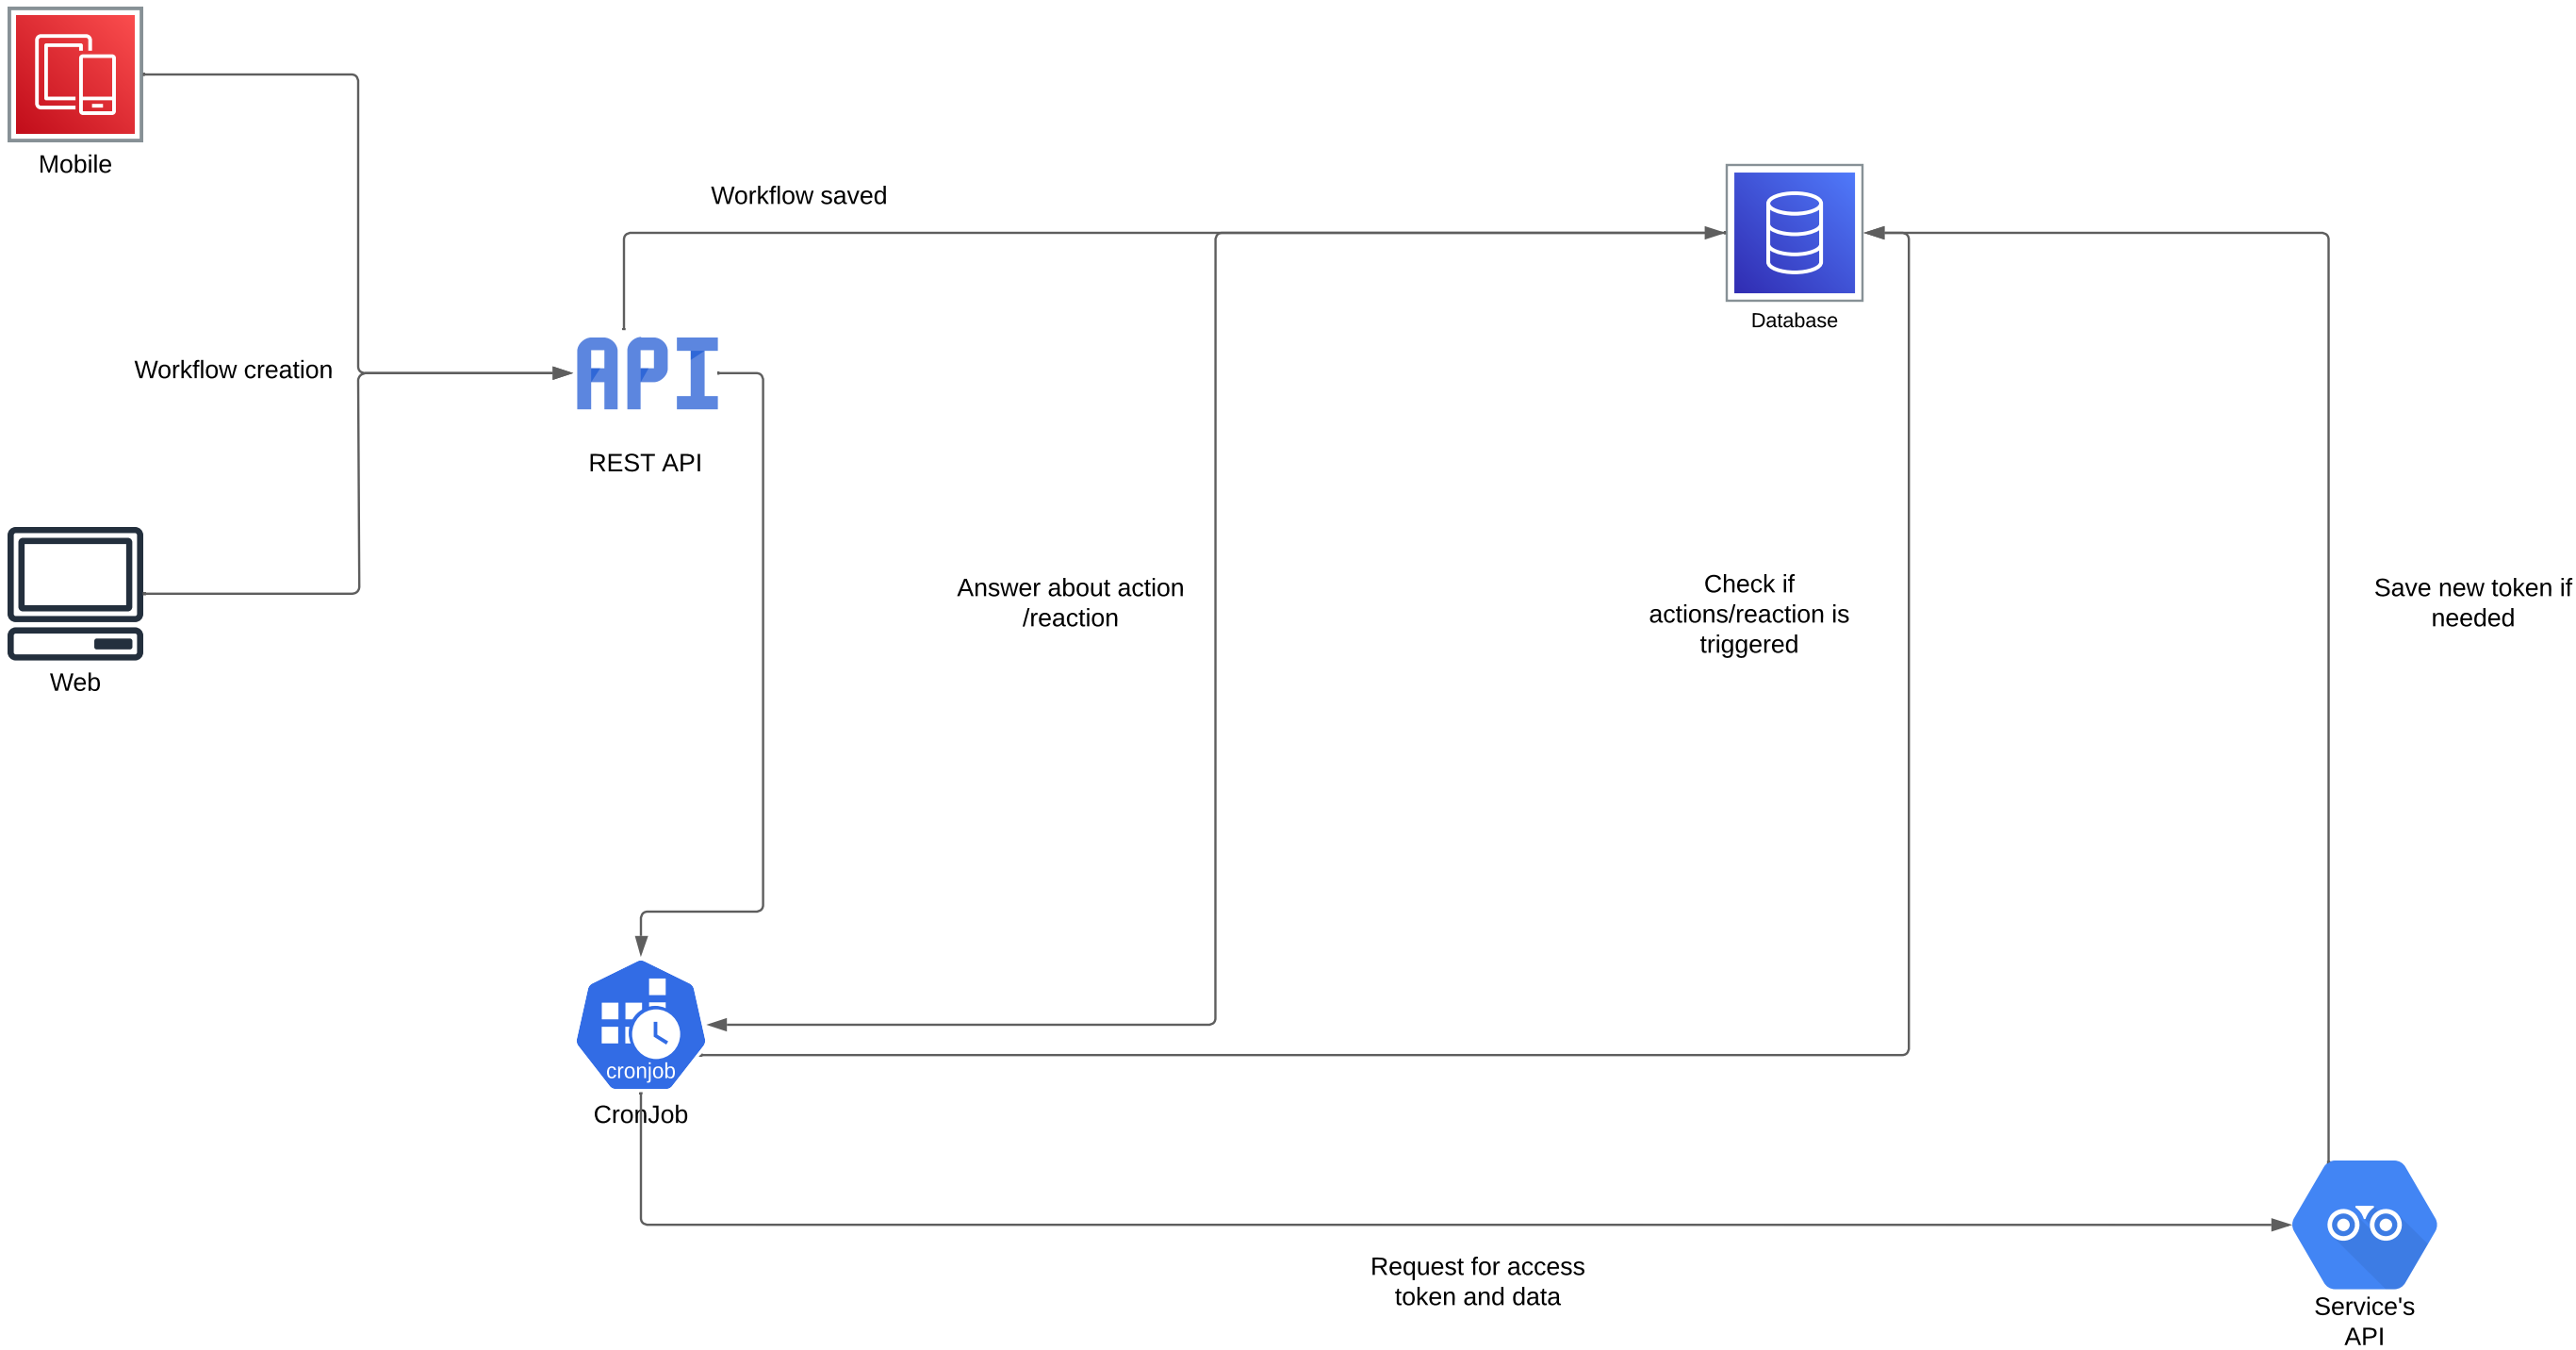 Mobile
Workflow saved
Database
Workflow creation
API
REST API
Answer about action
/reaction
Check if
actions/reaction is
triggered
Save new token if
needed
Web
cronjob
CronJob
Request for access
token and data
Service's
API